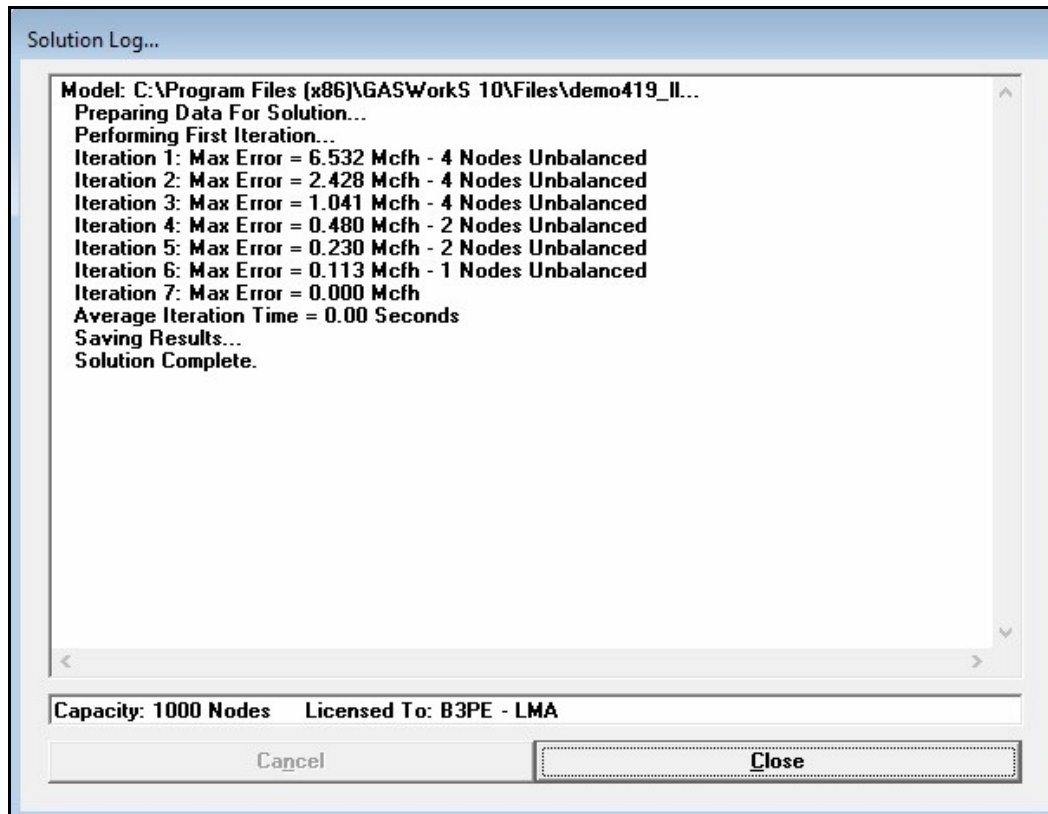 Solution Log...
Model: C:\Program Files (x86)\GASWorkS 10\Files\demo419_II...
Preparing Data For Solution...
Performing First Iteration...
Iteration 1: Max Error = 6.532 Mcfh - 4 Nodes Unbalanced
Iteration 2: Max Error = 2.428 Mcfh - 4 Nodes Unbalanced
Iteration 3: Max Error = 1.041 Mcfh - 4 Nodes Unbalanced
Iteration 4: Max Error = 0.480 Mcfh - 2 Nodes Unbalanced
Iteration 5: Max Error = 0.230 Mcfh - 2 Nodes Unbalanced
Iteration 6: Max Error = 0.113 Mcfh - 1 Nodes Unbalanced
Iteration 7: Max Error = 0.000 Mcfh
Average Iteration Time = 0.00 Seconds
Saving Results...
Solution Complete.
Capacity: 1000 Nodes Licensed To: B3PE - LMA
Cancel Close